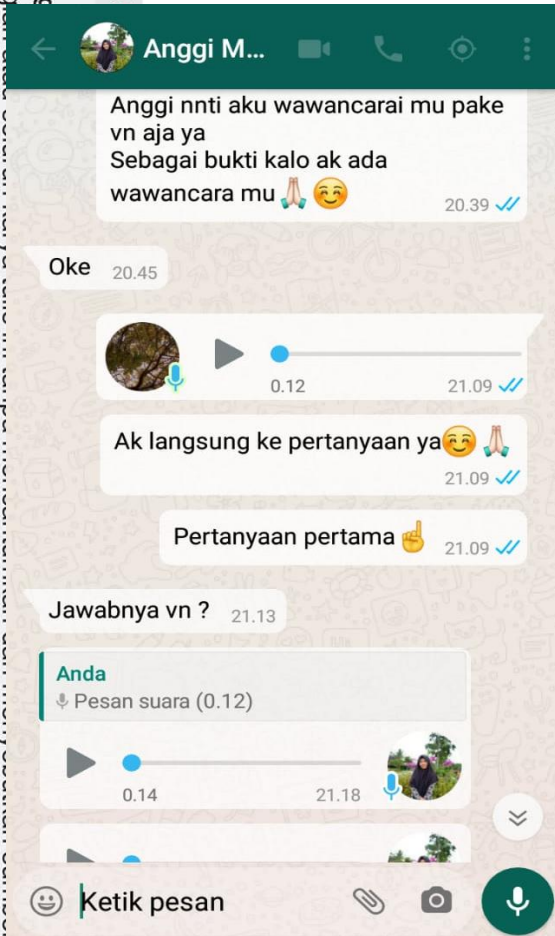 Anggi M...
Anggi nnti aku wawancarai mu pake
vn aja ya
Sebagai bukti kalo ak ada
wawancara mu 🙏🏻 ☺️
20.39
Oke 20.45
0.12 21.09
Ak langsung ke pertanyaan ya☺️ 🙏🏻
21.09
Pertanyaan pertama ☝️ 21.09
Jawabnya vn ? 21.13
Anda
Pesan suara (0.12)
0.14 21.18
Ketik pesan